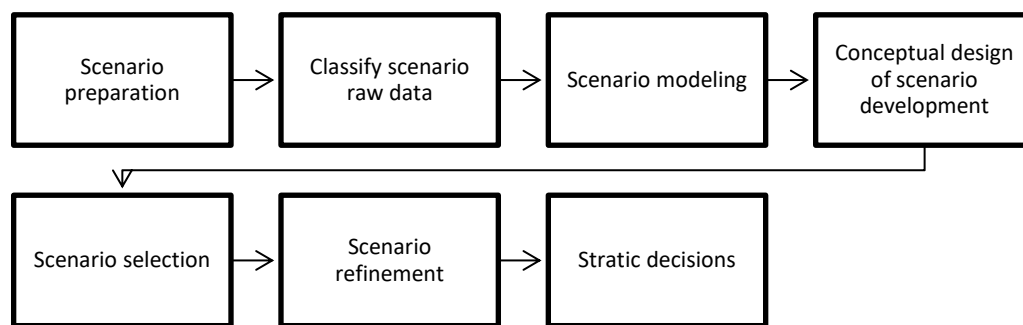 Scenario
preparation
Classify scenario
raw data
Scenario modeling
Conceptual design
of scenario
development
Scenario selection
Scenario
refinement
Stratic decisions